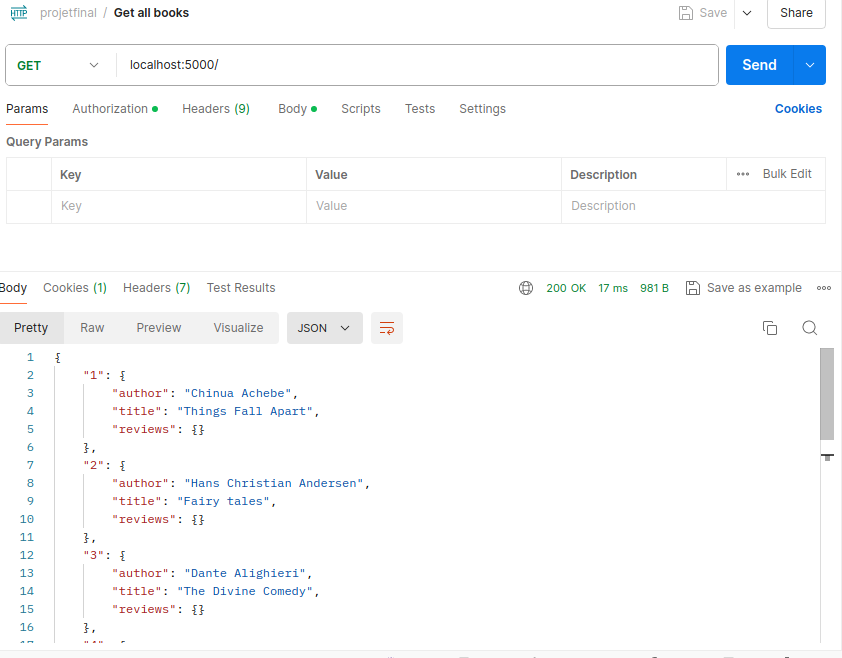 HTTP projetfinal / Get all books Save Share
GET localhost:5000/ Send
Params Authorization Headers (9) Body Scripts Tests Settings Cookies
Query Params
Key Value Description ••• Bulk Edit
Key Value Description
Body Cookies (1) Headers (7) Test Results 200 OK 17 ms 981 B Save as example
Pretty Raw Preview Visualize JSON
1 {
2 "1": {
3 "author": "Chinua Achebe",
4 "title": "Things Fall Apart",
5 "reviews": {}
6 },
7 "2": {
8 "author": "Hans Christian Andersen",
9 "title": "Fairy tales",
10 "reviews": {}
11 },
12 "3": {
13 "author": "Dante Alighieri",
14 "title": "The Divine Comedy",
15 "reviews": {}
16 },